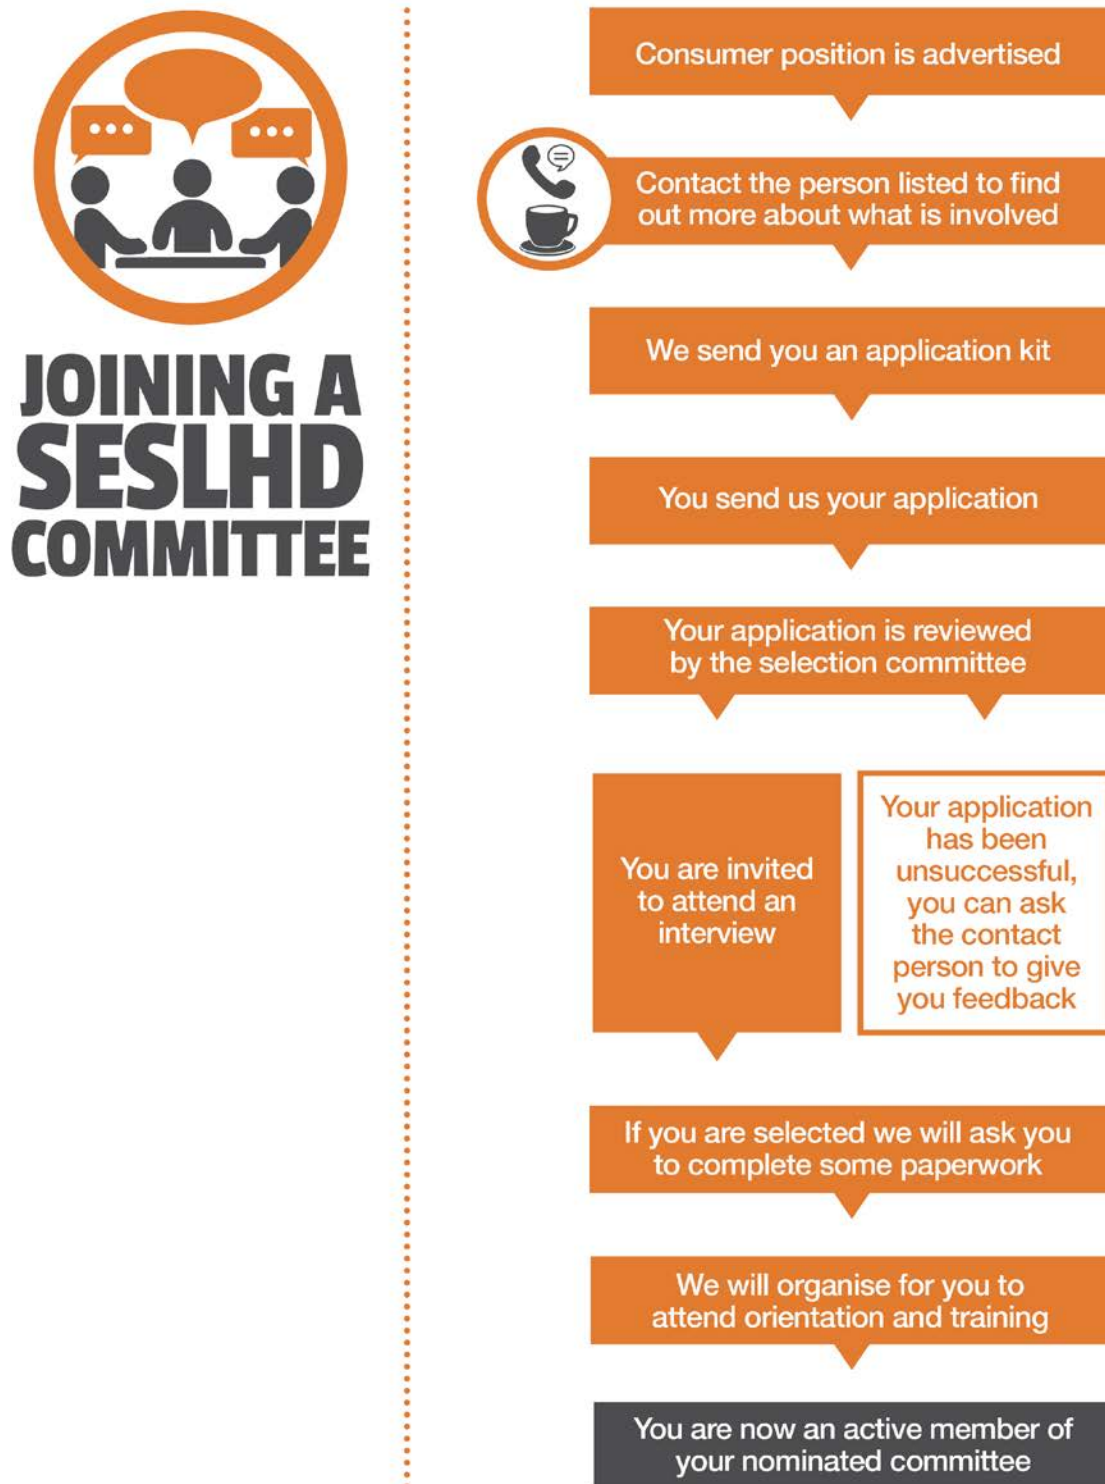 JOINING A
SESLHD
COMMITTEE
Consumer position is advertised
Contact the person listed to find
out more about what is involved
We send you an application kit
You send us your application
Your application is reviewed
by the selection committee
You are invited
to attend an
interview
Your application
has been
unsuccessful,
you can ask
the contact
person to give
you feedback
If you are selected we will ask you
to complete some paperwork
We will organise for you to
attend orientation and training
You are now an active member of
your nominated committee